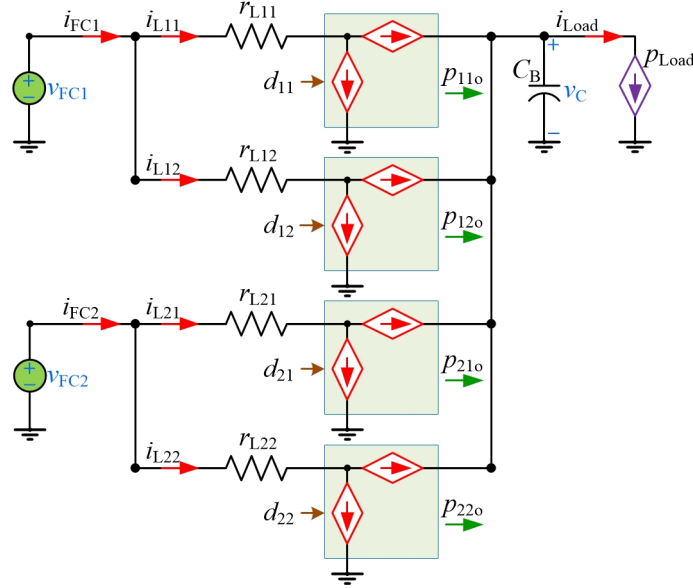 iFC1 iL11 rL11 iLoad
vFC1 d11 p11o CB vC pLoad
iL12 rL12
d12 p12o
iFC2 iL21 rL21
vFC2 d21 p21o
iL22 rL22
d22 p22o